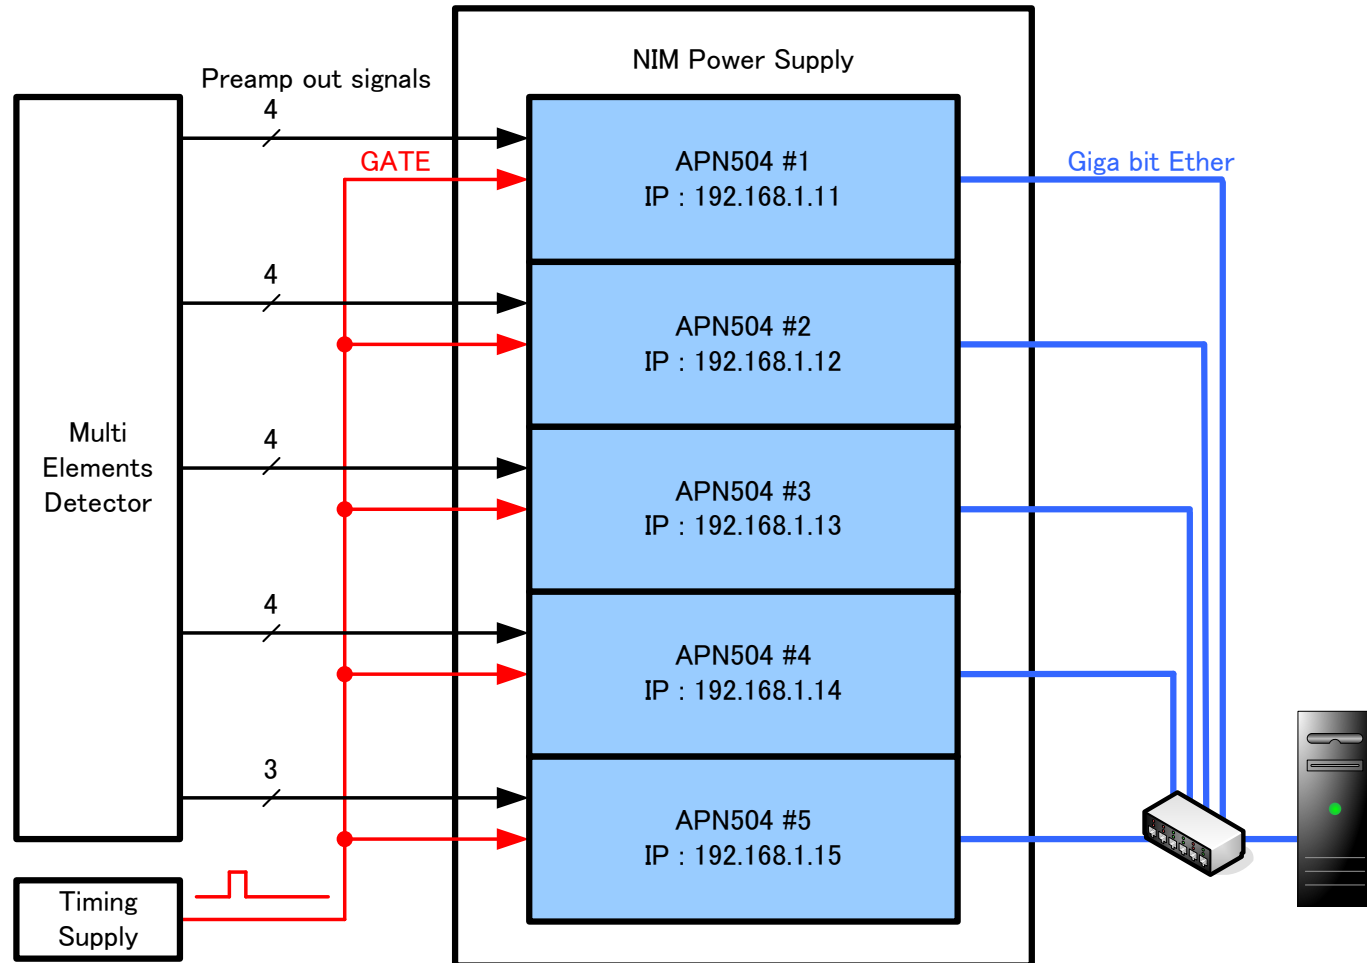 NIM Power Supply
Preamp out signals
4
GATE
APN504 #1
IP : 192.168.1.11
Giga bit Ether
4
APN504 #2
IP : 192.168.1.12
Multi
Elements
Detector
4
APN504 #3
IP : 192.168.1.13
4
APN504 #4
IP : 192.168.1.14
3
APN504 #5
IP : 192.168.1.15
Timing
Supply